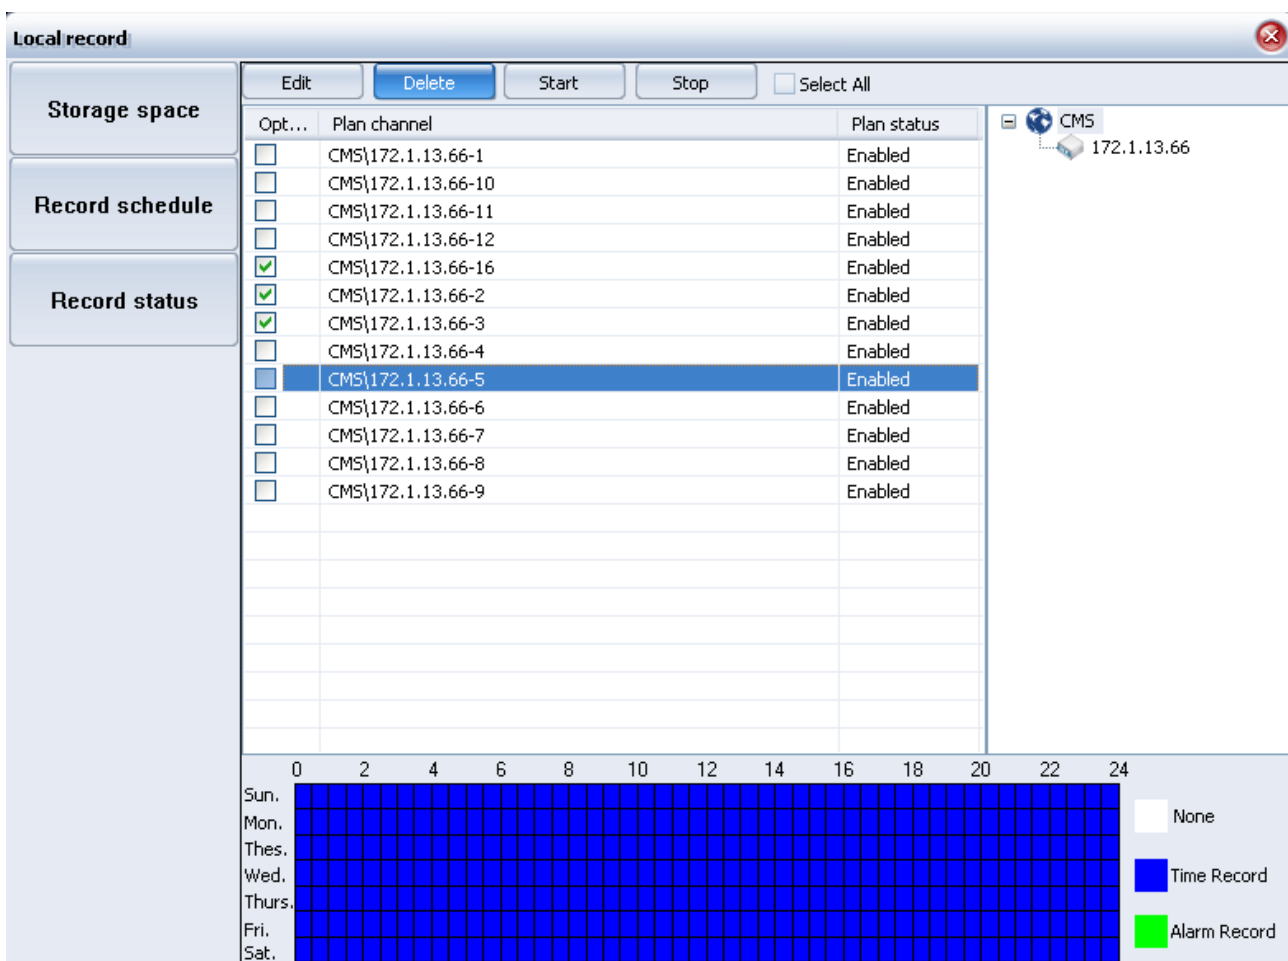 Local record
Storage space
Record schedule
Record status
Edit Delete Start Stop Select All
Opt... Plan channel Plan status
CMS\172.1.13.66-1 Enabled
CMS\172.1.13.66-10 Enabled
CMS\172.1.13.66-11 Enabled
CMS\172.1.13.66-12 Enabled
CMS\172.1.13.66-16 Enabled
CMS\172.1.13.66-2 Enabled
CMS\172.1.13.66-3 Enabled
CMS\172.1.13.66-4 Enabled
CMS\172.1.13.66-5 Enabled
CMS\172.1.13.66-6 Enabled
CMS\172.1.13.66-7 Enabled
CMS\172.1.13.66-8 Enabled
CMS\172.1.13.66-9 Enabled
CMS
172.1.13.66
0 2 4 6 8 10 12 14 16 18 20 22 24
Sun.
Mon.
Thes.
Wed.
Thurs.
Fri.
Sat.
None
Time Record
Alarm Record